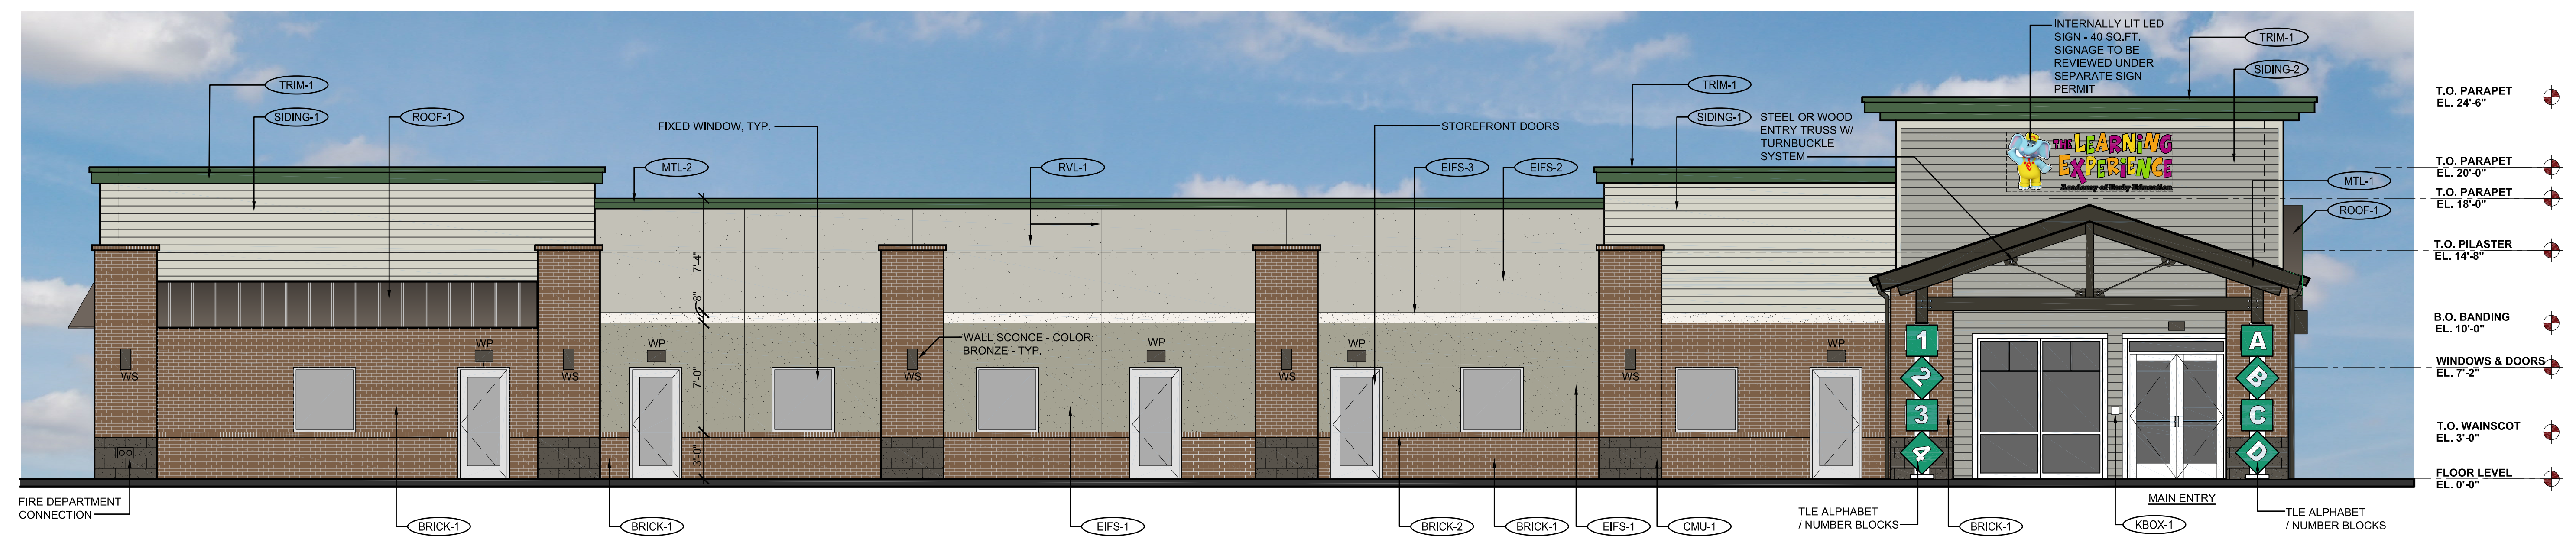 INTERNALLY LIT LED
SIGN - 40 SQ.FT.
SIGNAGE TO BE
REVIEWED UNDER
SEPARATE SIGN
PERMIT
TRIM-1
SIDING-2
TRIM-1
SIDING-1
ROOF-1
FIXED WINDOW, TYP.
MTL-2
RVL-1
STOREFRONT DOORS
EIFS-3
EIFS-2
TRIM-1
SIDING-1
STEEL OR WOOD
ENTRY TRUSS W/
TURNBUCKLE
SYSTEM
THE LEARNING
EXPERIENCE
Academy of Early Education
MTL-1
ROOF-1
T.O. PARAPET
EL. 24'-6"
T.O. PARAPET
EL. 20'-0"
T.O. PARAPET
EL. 18'-0"
T.O. PILASTER
EL. 14'-8"
B.O. BANDING
EL. 10'-0"
WINDOWS & DOORS
EL. 7'-2"
T.O. WAINSCOT
EL. 3'-0"
FLOOR LEVEL
EL. 0'-0"
7'-4"
8"
7'-0"
3'-0"
WALL SCONCE - COLOR:
BRONZE - TYP.
WS
WP
WS
WP
WS
WP
WS
WP
WS
WP
1
2
3
4
A
B
C
D
FIRE DEPARTMENT
CONNECTION
BRICK-1
BRICK-1
EIFS-1
BRICK-2
BRICK-1
EIFS-1
CMU-1
TLE ALPHABET
/ NUMBER BLOCKS
BRICK-1
KBOX-1
MAIN ENTRY
TLE ALPHABET
/ NUMBER BLOCKS